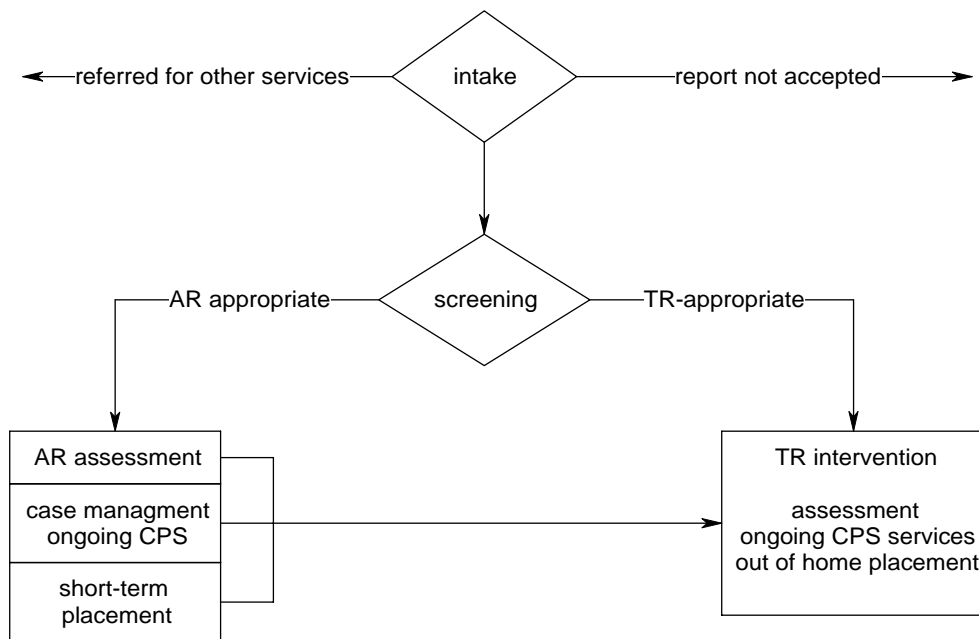 referred for other services
intake
report not accepted
AR appropriate
screening
TR-appropriate
AR assessment
case managment
ongoing CPS
short-term
placement
TR intervention
assessment
ongoing CPS services
out of home placement